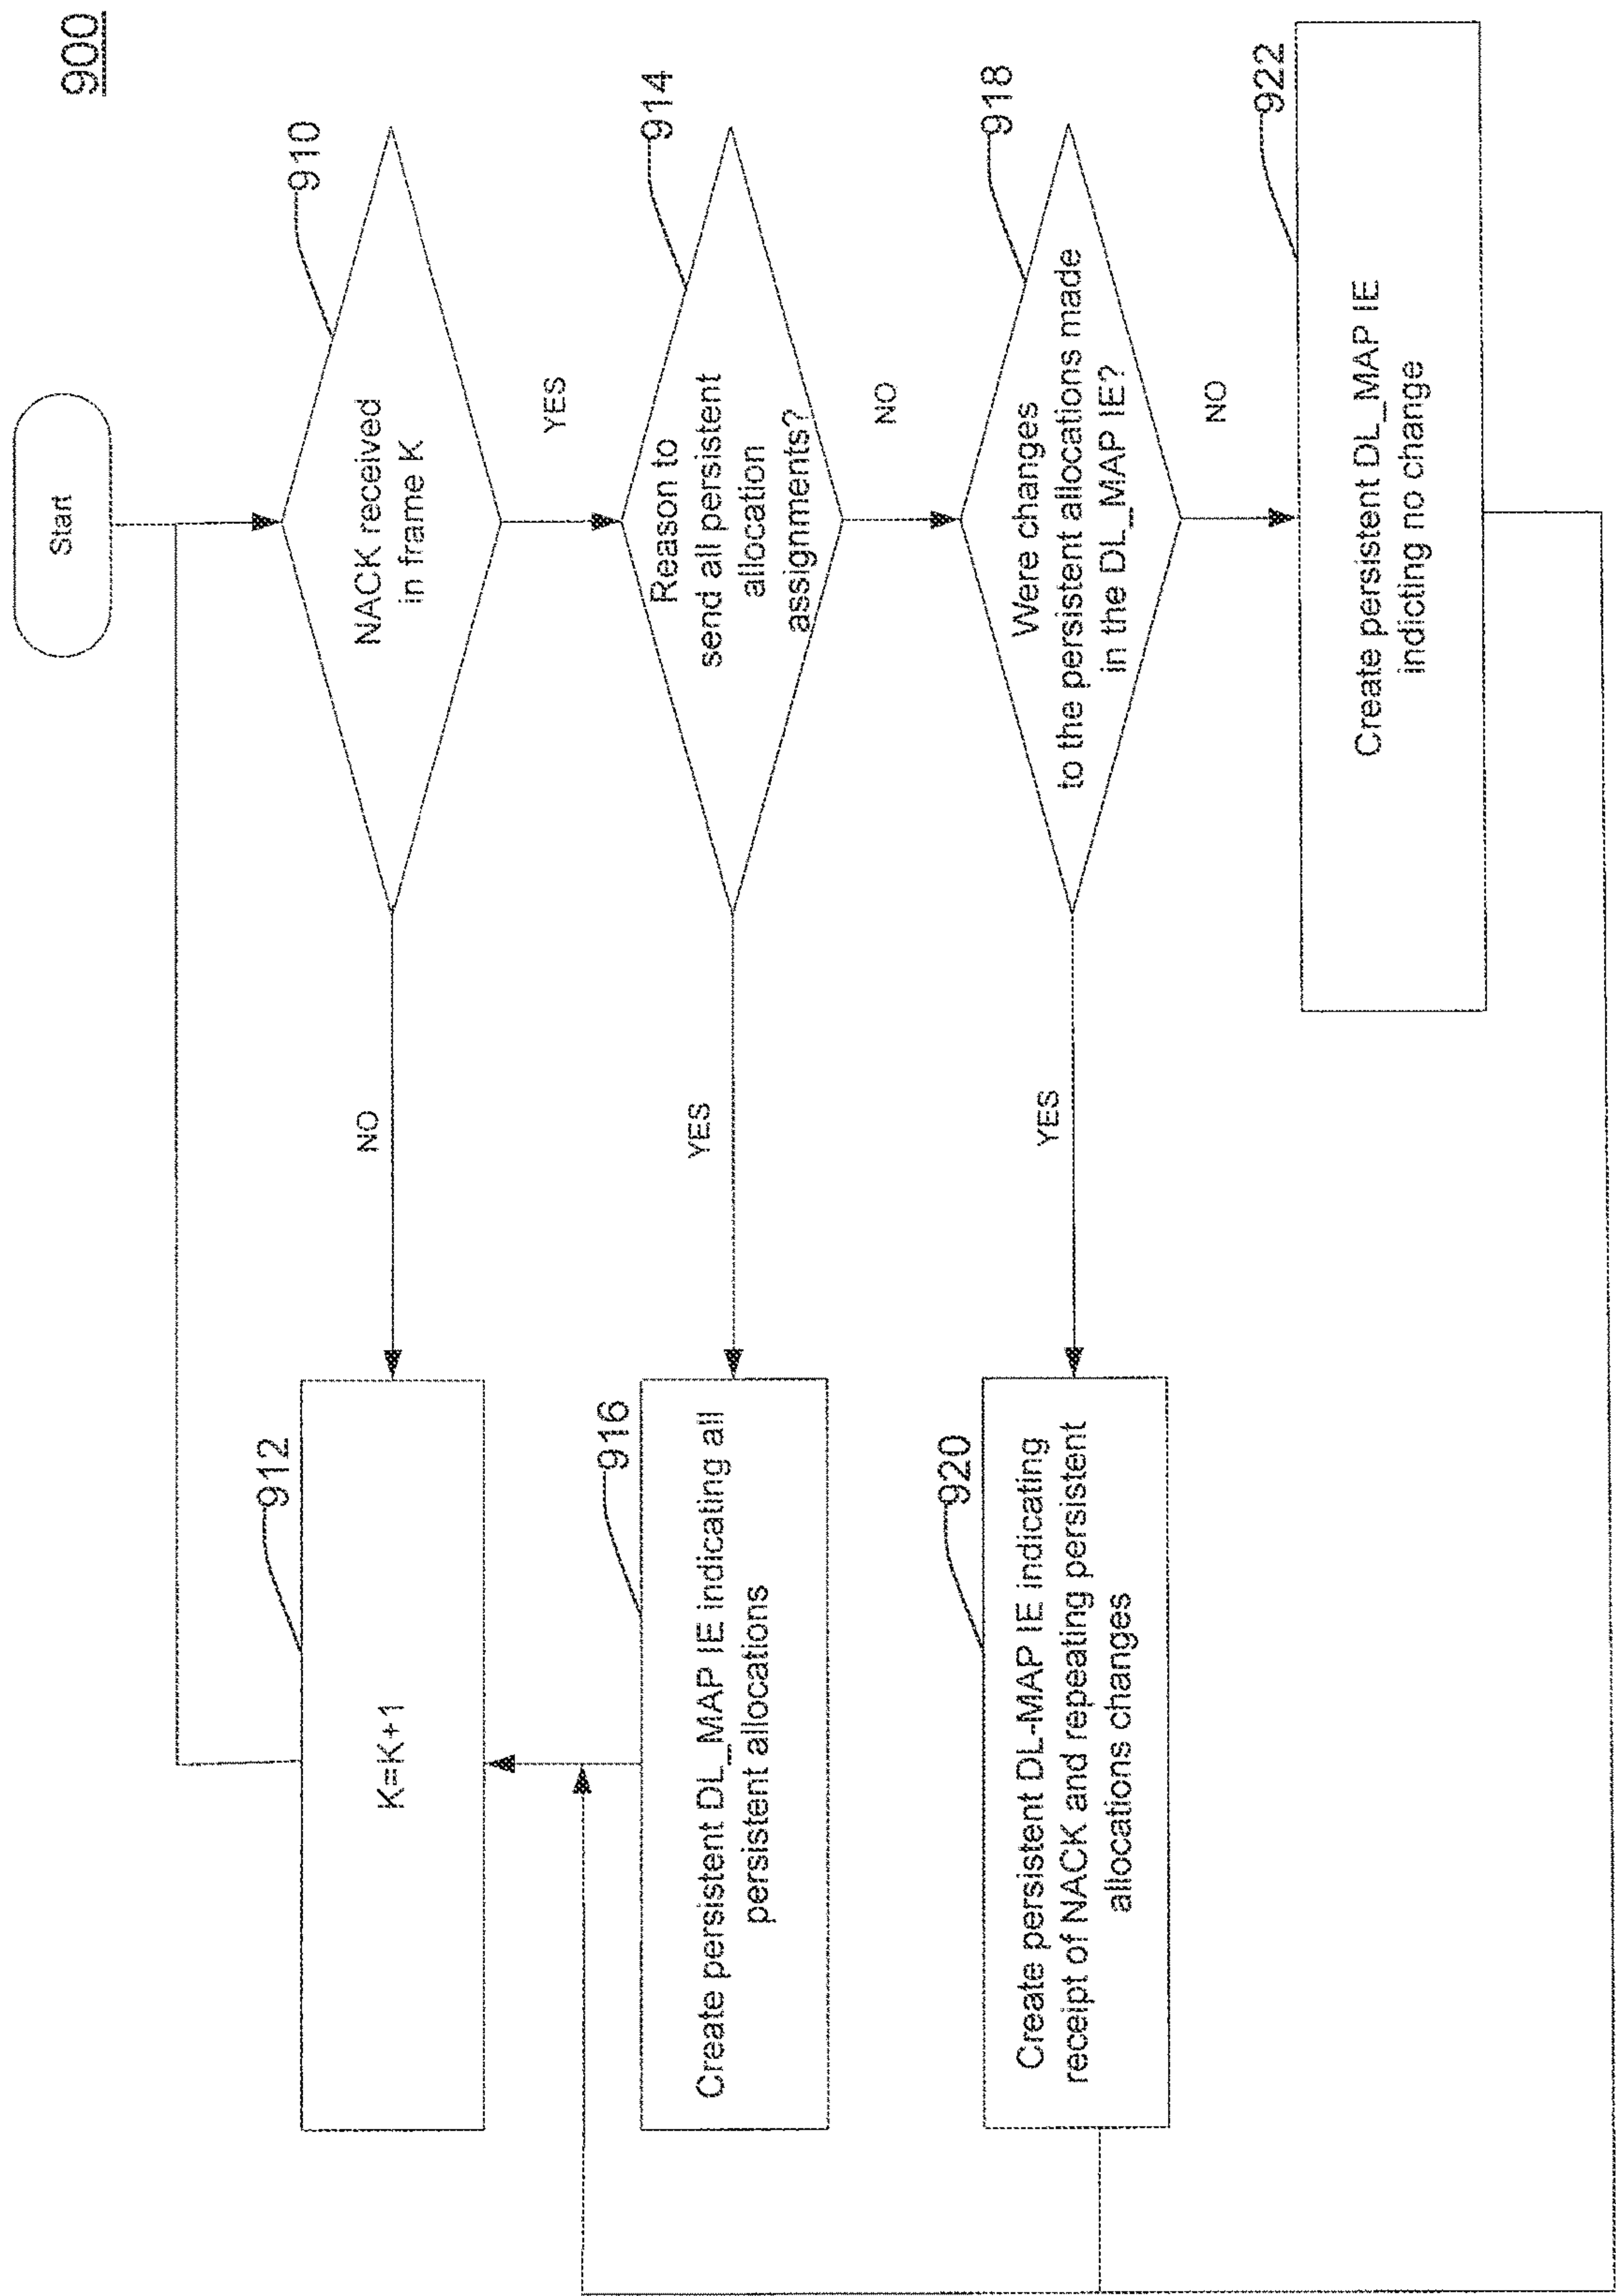 900
Start
910
NACK received
in frame K
NO
YES
912
K=K+1
914
Reason to
send all persistent
allocation
assignments?
YES
NO
916
Create persistent DL_MAP IE indicating all
persistent allocations
918
Were changes
to the persistent allocations made
in the DL_MAP IE?
YES
NO
920
Create persistent DL-MAP IE indicating
receipt of NACK and repeating persistent
allocations changes
922
Create persistent DL_MAP IE
indicting no change